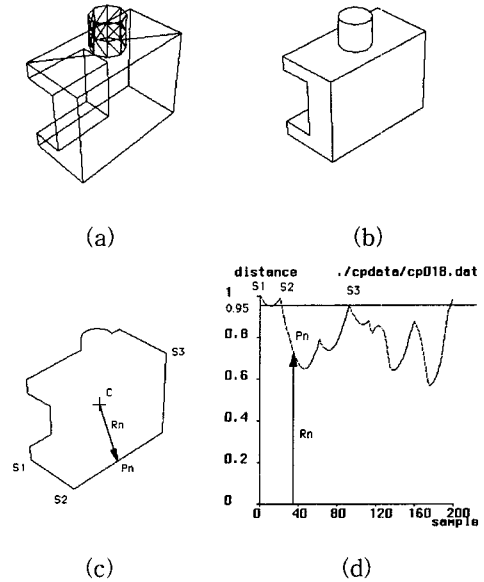 (a)
(b)
distance ./cpdata/cp018.dat
S1 S2 S3
1
0.95
0.8
0.6
0.4
0.2
0
Pn
Rn
0 40 80 120 160 200
sample
S3
C
Rn
S1
Pn
S2
(c)
(d)